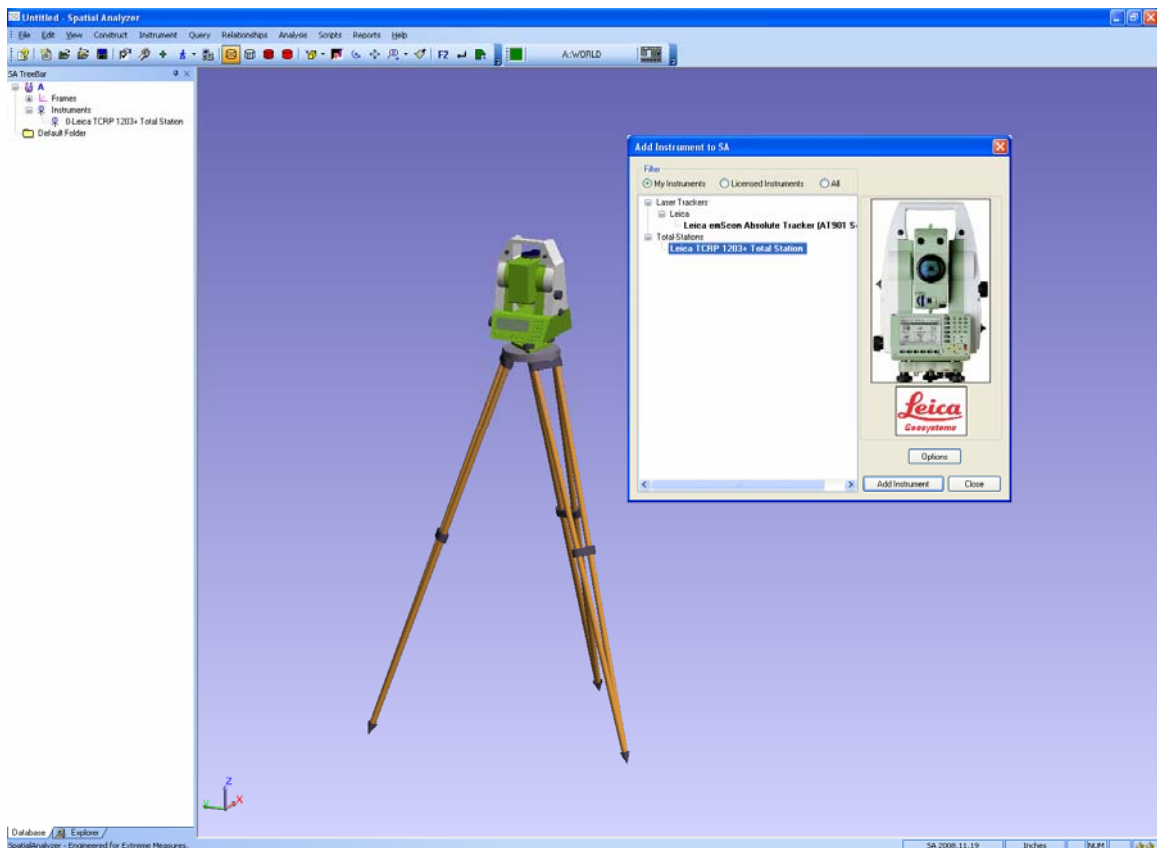 Untitled - Spatial Analyzer
File Edit View Construct Instrument Query Relationships Analysis Scripts Reports Help
F2
A:WORLD
SA TreeBar
A
Frames
Instruments
0-Leica TCRP 1203+ Total Station
Default Folder
Add Instrument to SA
Filter
My Instruments Licensed Instruments All
Laser Trackers
Leica
Leica emScon Absolute Tracker (AT901 S
Total Stations
Leica TCRP 1203+ Total Station
Leica
Geosystems
Options
Add Instrument Close
Z
Y X
Database Explorer
SpatialAnalyzer - Engineered for Extreme Measures.
SA 2008.11.19 Inches NUM